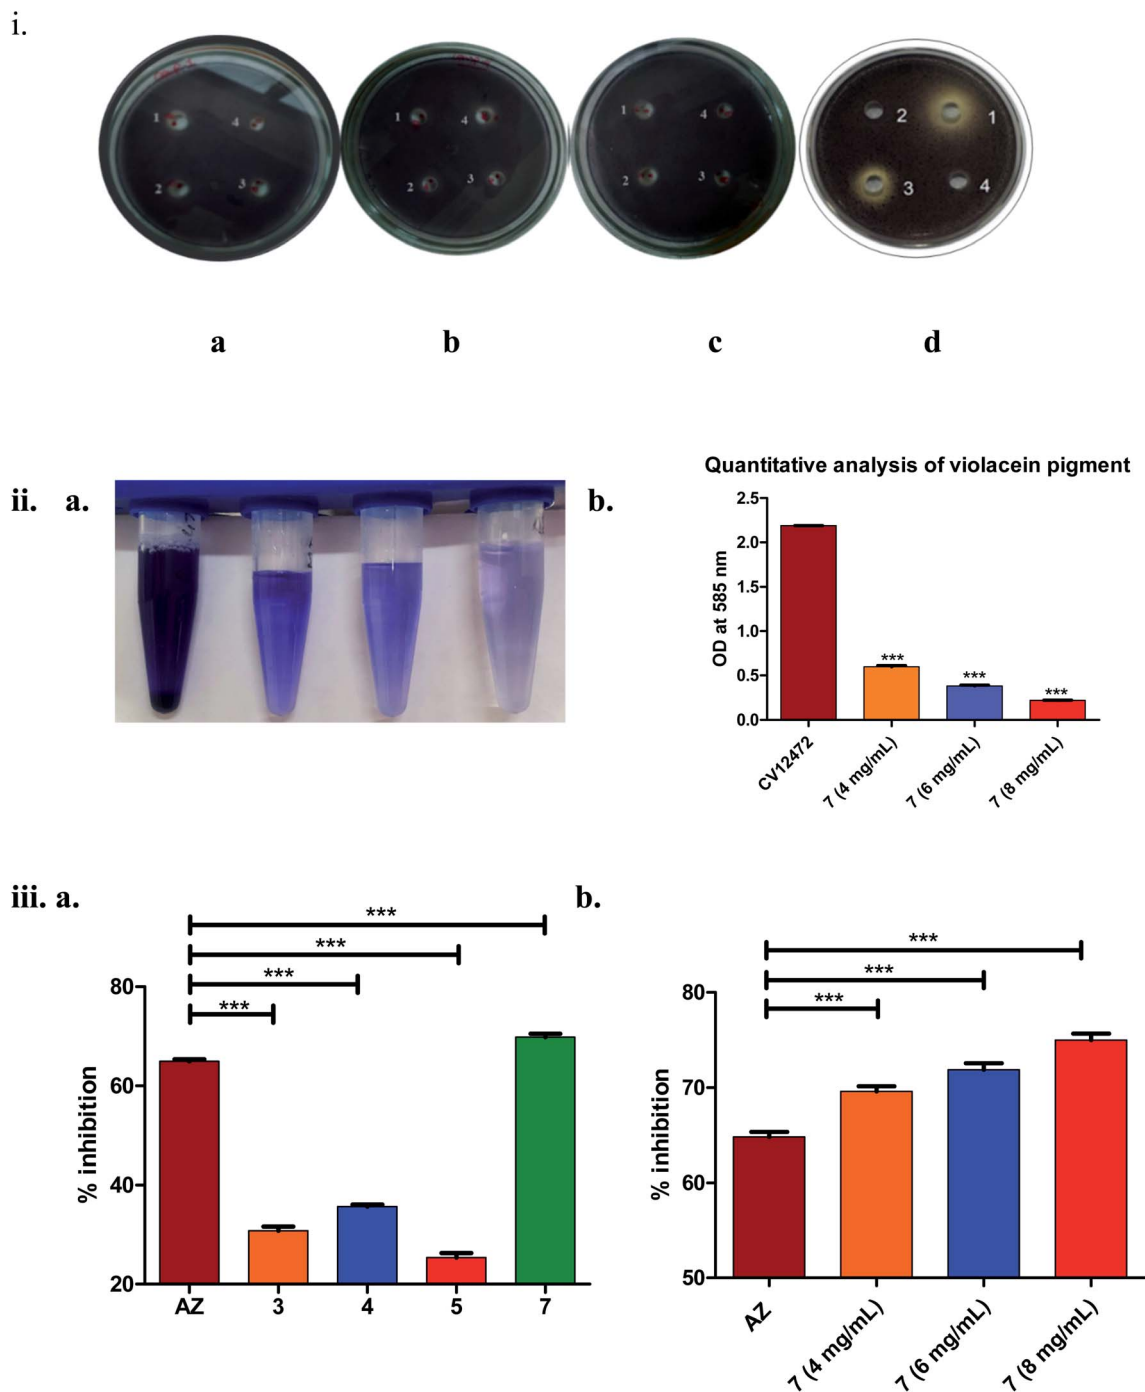 i.
1 4
2 3
1 4
2 3
1 4
2 3
2 1
3 4
a b c d
ii. a.
b.
Quantitative analysis of violacein pigment
OD at 585 nm
2.5
2.0
1.5
1.0
0.5
0.0
*** *** ***
CV12472 7 (4 mg/mL) 7 (6 mg/mL) 7 (8 mg/mL)
iii. a.
***
***
***
***
% inhibition
80
60
40
20
AZ 3 4 5 7
b.
***
***
***
% inhibition
80
70
60
50
AZ 7 (4 mg/mL) 7 (6 mg/mL) 7 (8 mg/mL)